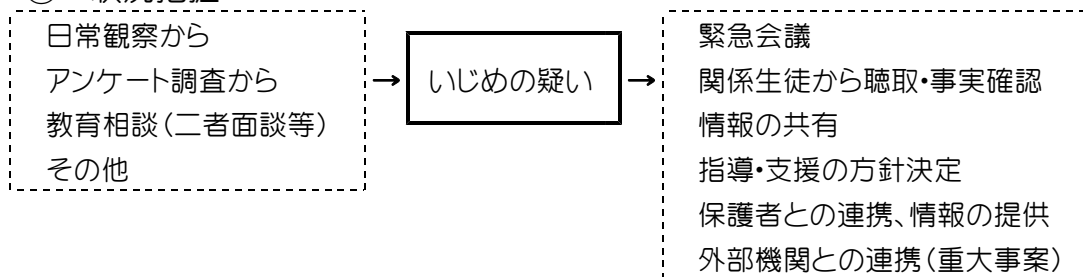 日常観察から
アンケート調査から
教育相談(二者面談等)
その他
→
いじめの疑い
→
緊急会議
関係生徒から聴取・事実確認
情報の共有
指導・支援の方針決定
保護者との連携、情報の提供
外部機関との連携(重大事案)